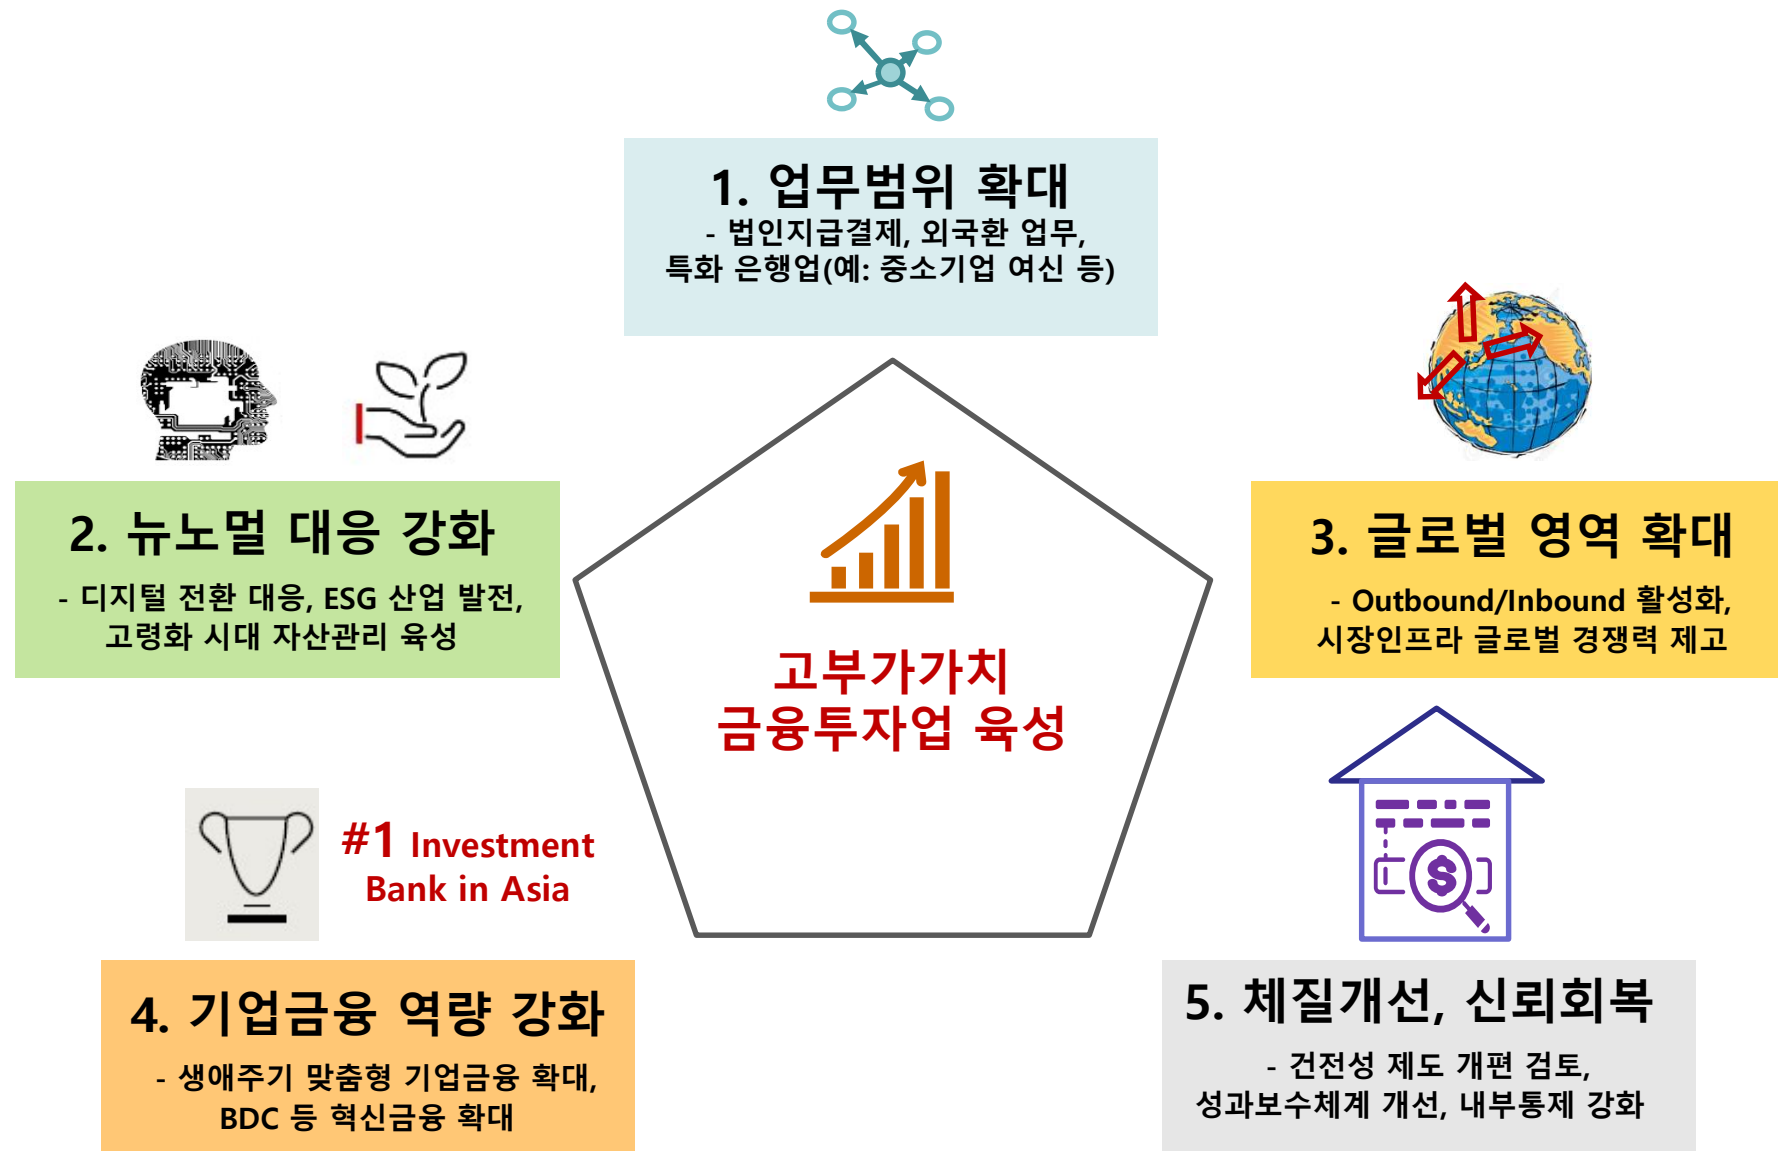 1. 업무범위 확대
- 법인지급결제, 외국환 업무,
특화 은행업(예: 중소기업 여신 등)
2. 뉴노멀 대응 강화
- 디지털 전환 대응, ESG 산업 발전,
고령화 시대 자산관리 육성
3. 글로벌 영역 확대
- Outbound/Inbound 활성화,
시장인프라 글로벌 경쟁력 제고
고부가가치
금융투자업 육성
#1 Investment
Bank in Asia
4. 기업금융 역량 강화
- 생애주기 맞춤형 기업금융 확대,
BDC 등 혁신금융 확대
$
5. 체질개선, 신뢰회복
- 건전성 제도 개편 검토,
성과보수체계 개선, 내부통제 강화